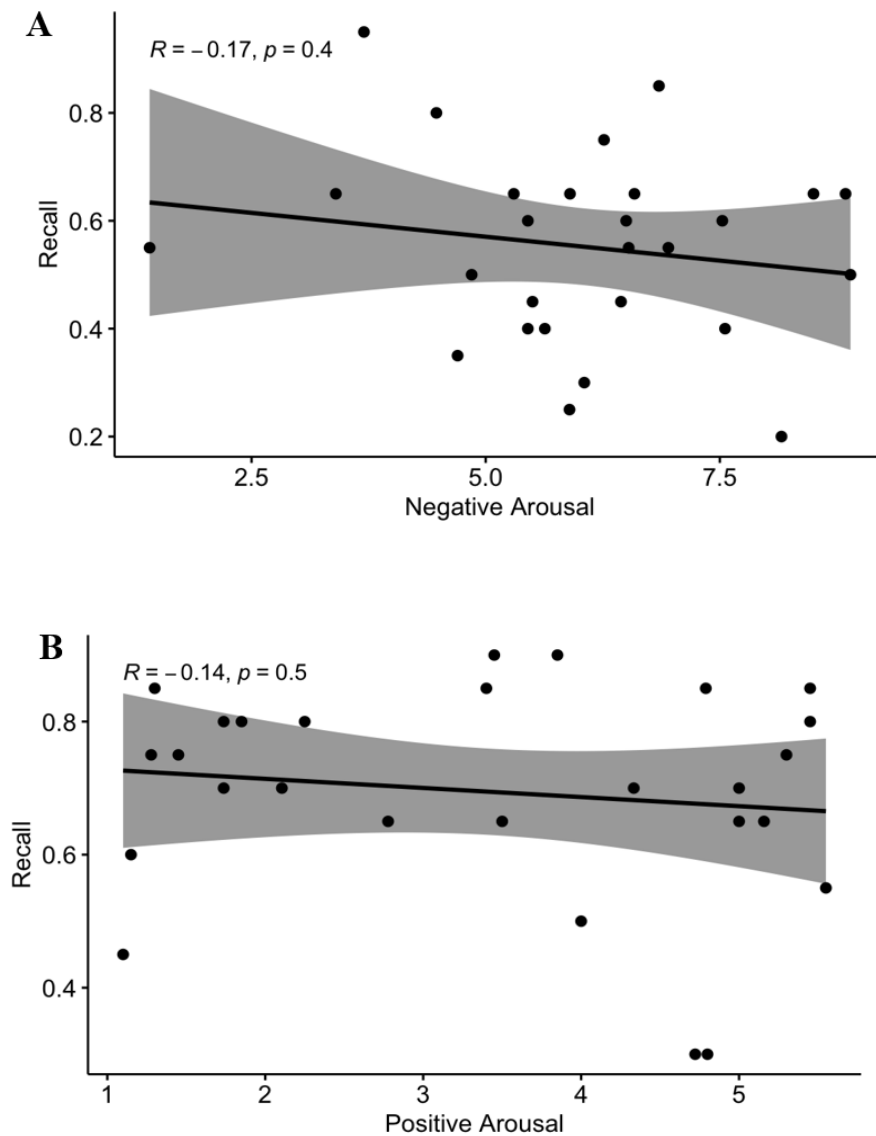 A
R = −0.17, p = 0.4
0.8
0.6
0.4
0.2
Recall
2.5 5.0 7.5
Negative Arousal
B
R = −0.14, p = 0.5
0.8
0.6
0.4
Recall
1 2 3 4 5
Positive Arousal